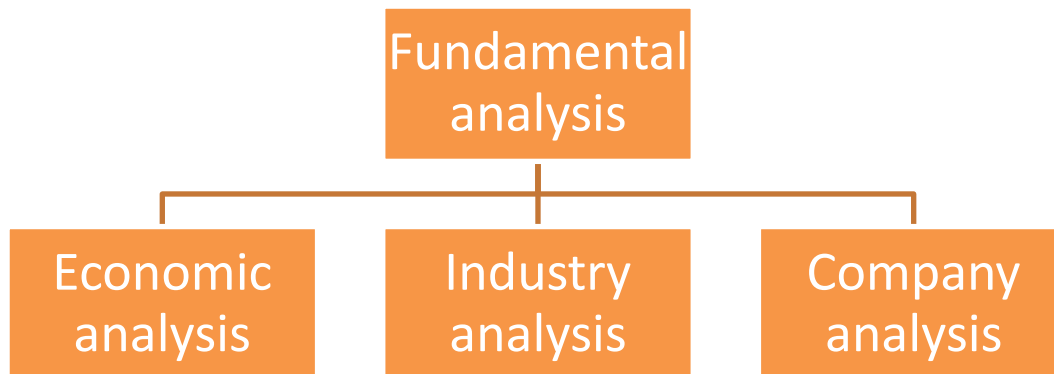 Fundamental
analysis
Economic
analysis
Industry
analysis
Company
analysis